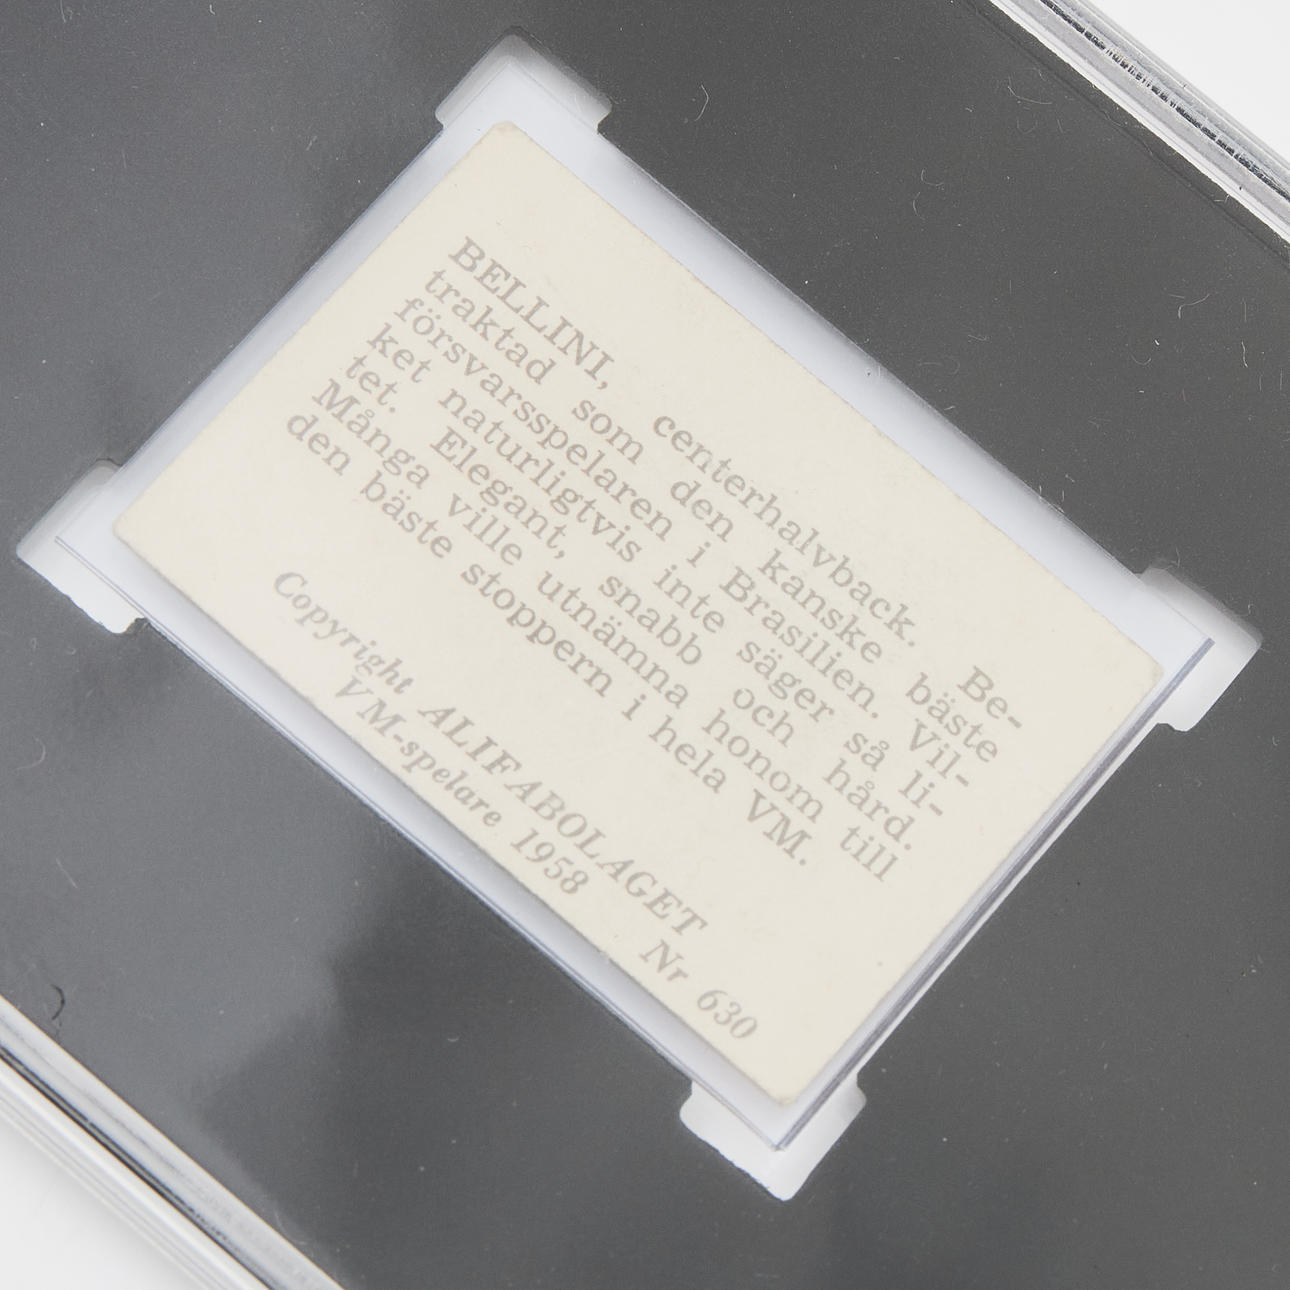 BELLINI, centerhalvback. Be-
traktad som den kanske bäste
försvarsspelaren i Brasilien. Vil-
ket naturligtvis inte säger så li-
tet. Elegant, snabb och hård.
Många ville utnämna honom till
den bäste stoppern i hela VM.
Copyright ALIFABOLAGET
VM-spelare 1958 Nr 630